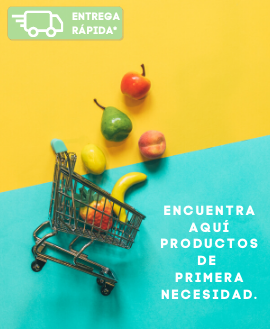 ENTREGA
RÁPIDA*
ENCUENTRA
AQUÍ
PRODUCTOS
DE
PRIMERA
NECESIDAD.